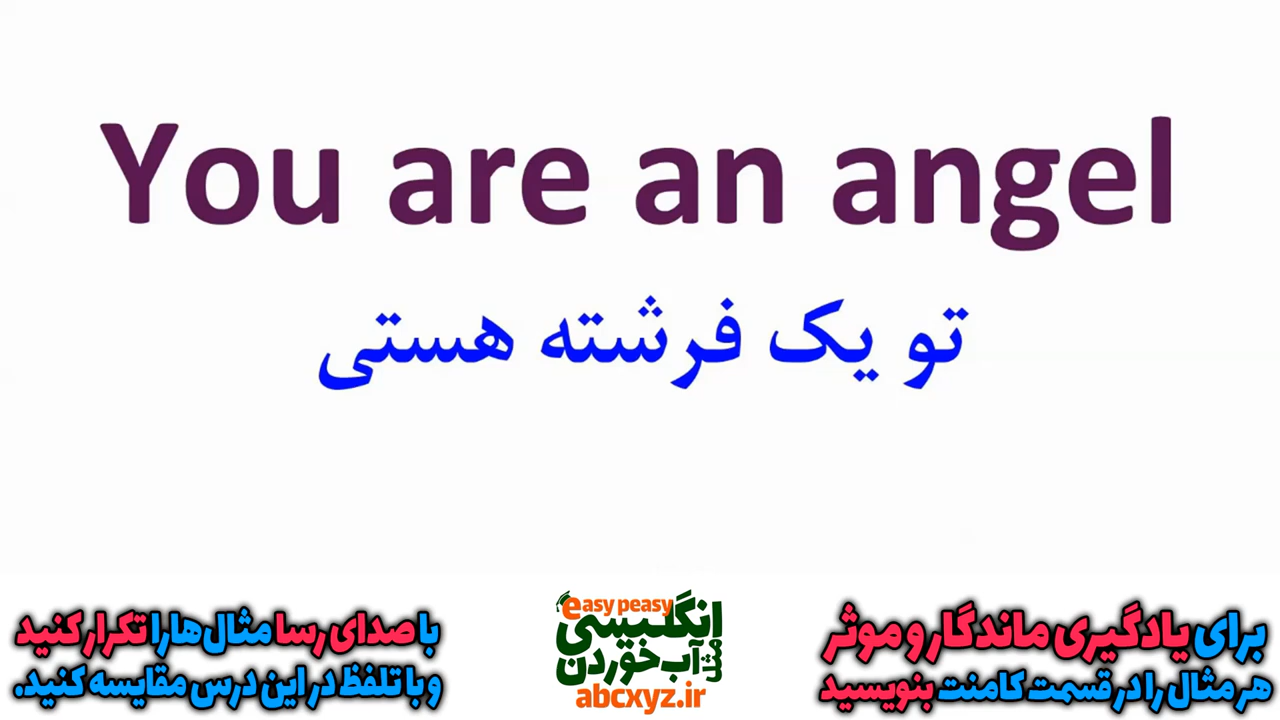 You are an angel
تو یک فرشته هستی
برای یادگیری ماندگار و موثر
هر مثال را در قسمت کامنت بنویسید
easy peasy
انگلیسی
مثل آب خوردن
abcxyz.ir
با صدای رسا مثال‌ها را تکرار کنید
و با تلفظ در این درس مقایسه کنید.